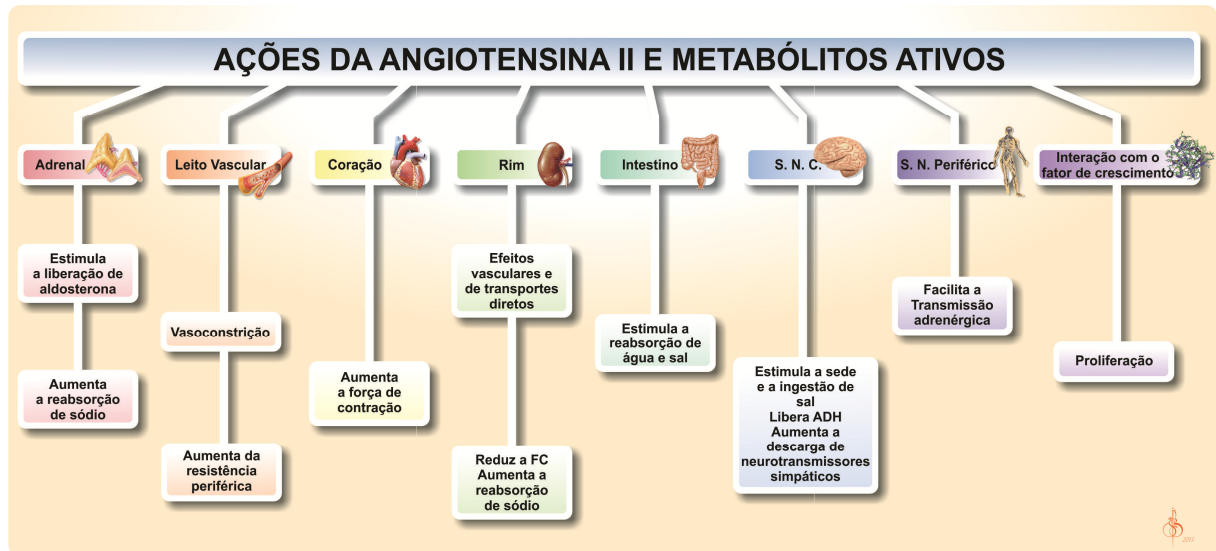 AÇÕES DA ANGIOTENSINA II E METABÓLITOS ATIVOS
Adrenal
Estimula
a liberação de
aldosterona
Aumenta
a reabsorção
de sódio
Leito Vascular
Vasoconstrição
Aumento da
resistência
periférica
Coração
Aumenta
a força de
contração
Rim
Efeitos
vasculares e
de transportes
diretos
Reduz a FC
Aumenta a
reabsorção
de sódio
Intestino
Estimula a
reabsorção de
água e sal
S. N. C.
Estimula a sede
e a ingestão de
sal
Libera ADH
Aumenta a
descarga de
neurotransmissores
simpáticos
S. N. Periférico
Facilita a
Transmissão
adrenérgica
Interação com o
fator de crescimento
Proliferação